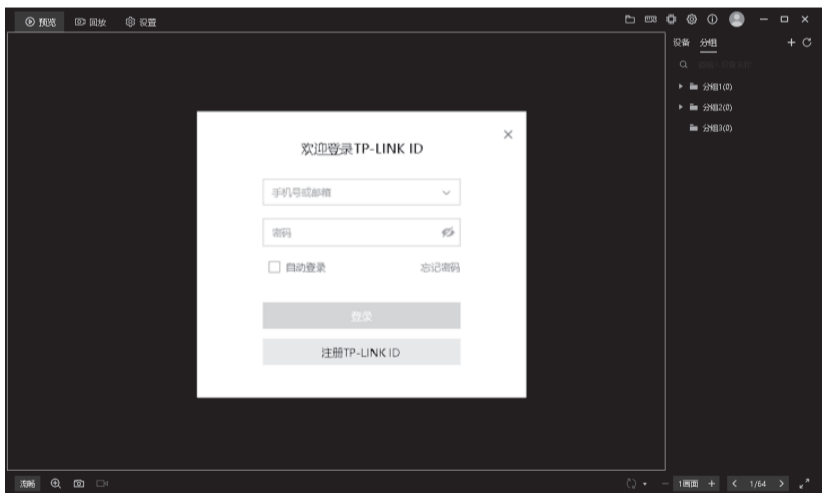 预览 回放 设置
设备 分组
分组1(0)
分组2(0)
分组3(0)
欢迎登录TP-LINK ID
手机号或邮箱
密码
自动登录 忘记密码
登录
注册TP-LINK ID
流畅 1画面 1/64